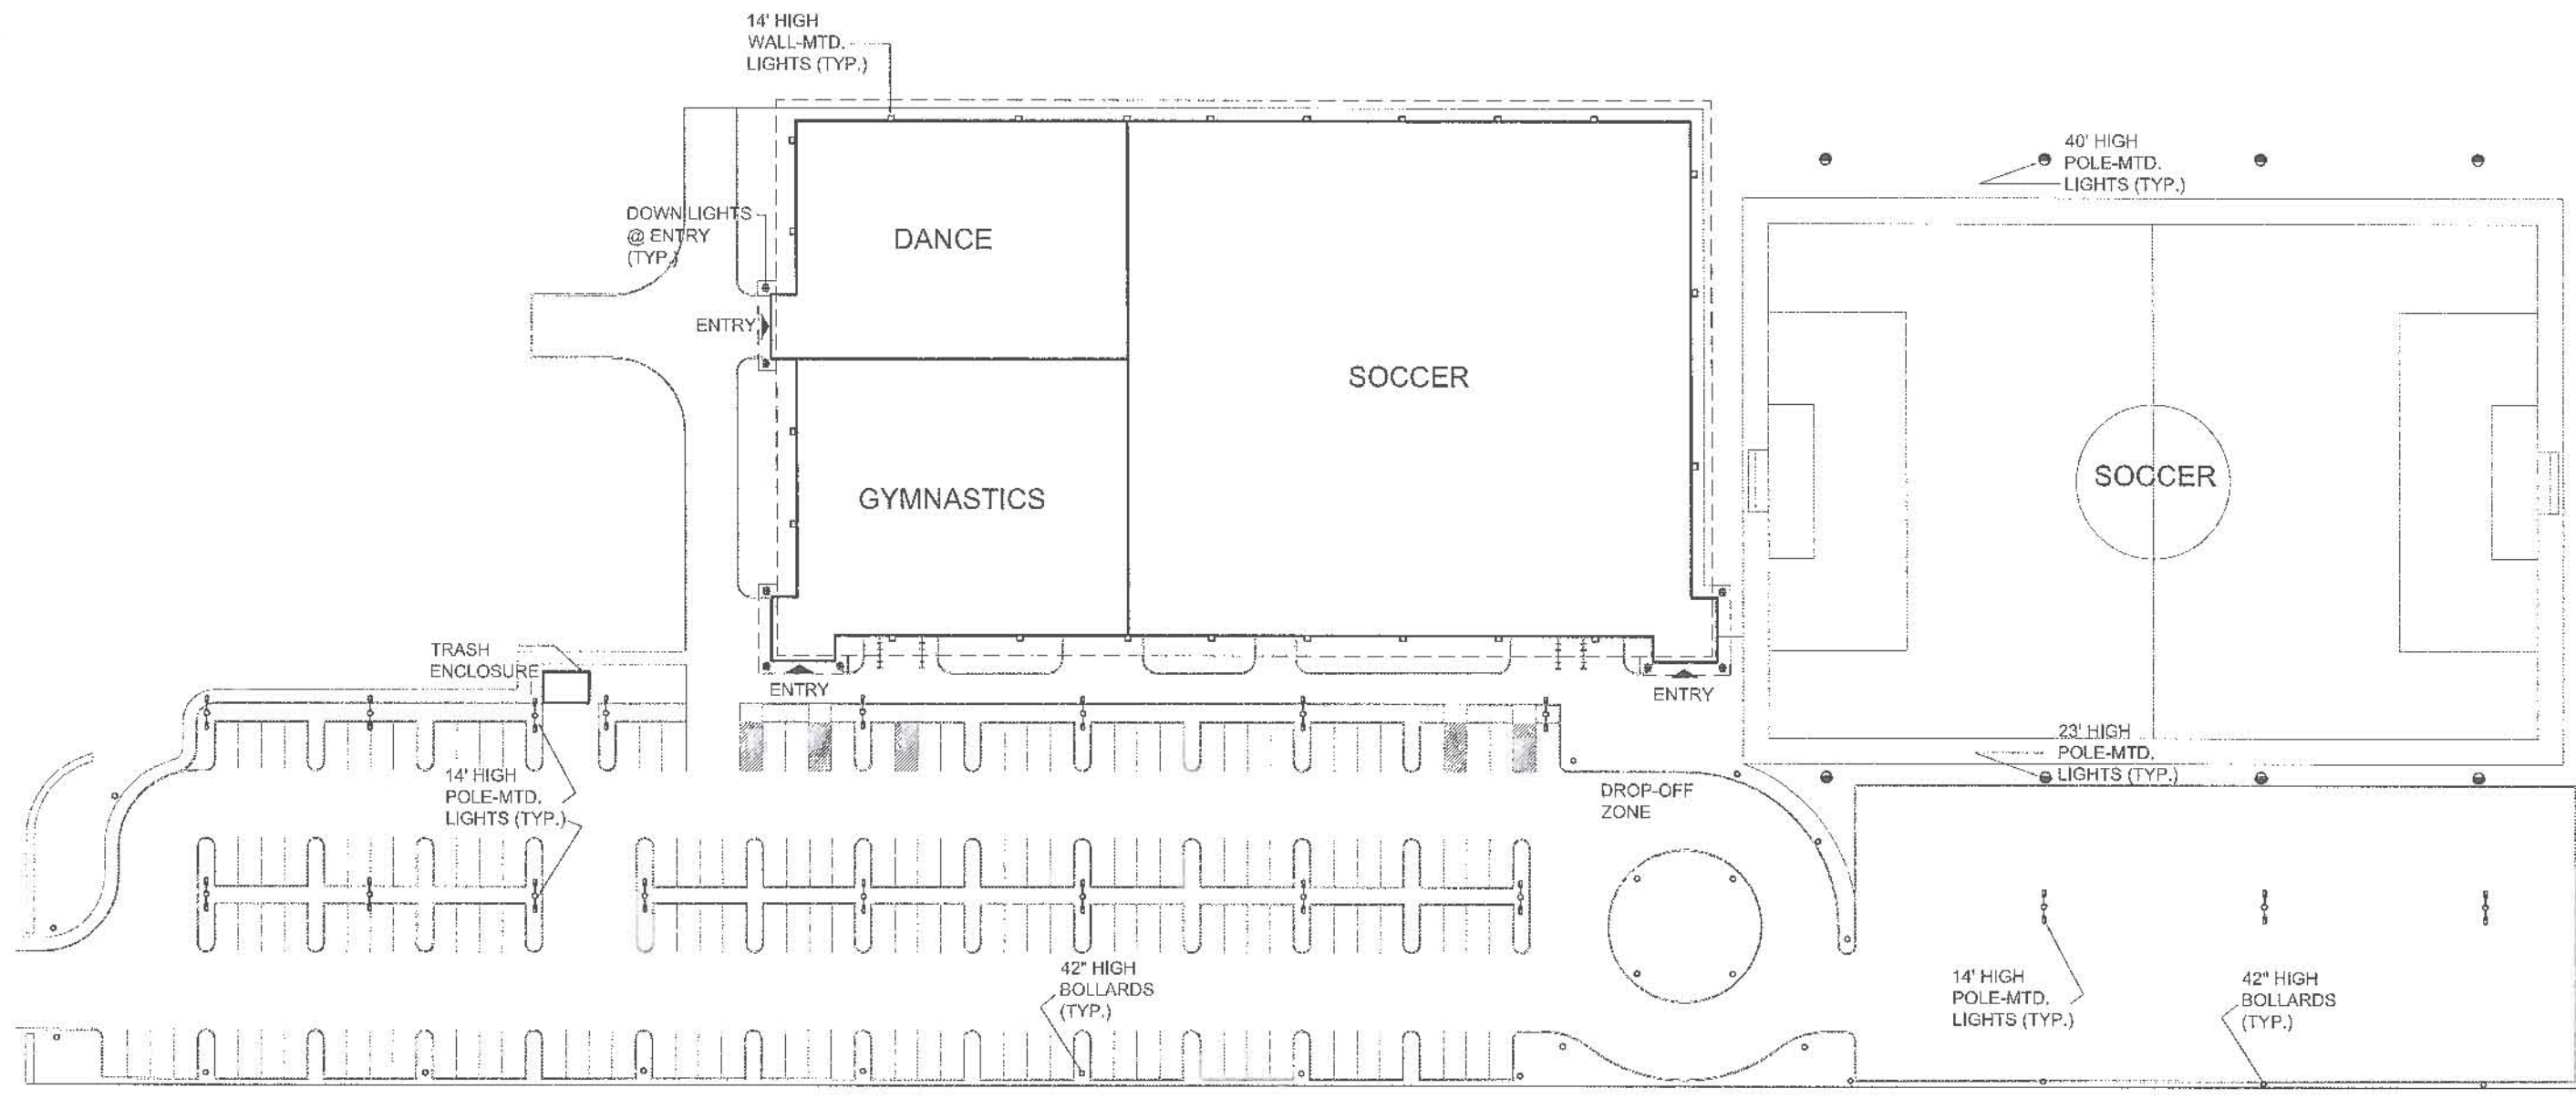 14' HIGH
WALL-MTD.
LIGHTS (TYP.)
40' HIGH
POLE-MTD.
LIGHTS (TYP.)
DOWN LIGHTS
@ ENTRY
(TYP.)
DANCE
ENTRY
SOCCER
GYMNASTICS
SOCCER
TRASH
ENCLOSURE
ENTRY
ENTRY
23' HIGH
POLE-MTD.
LIGHTS (TYP.)
14' HIGH
POLE-MTD.
LIGHTS (TYP.)
DROP-OFF
ZONE
42" HIGH
BOLLARDS
(TYP.)
14' HIGH
POLE-MTD.
LIGHTS (TYP.)
42" HIGH
BOLLARDS
(TYP.)